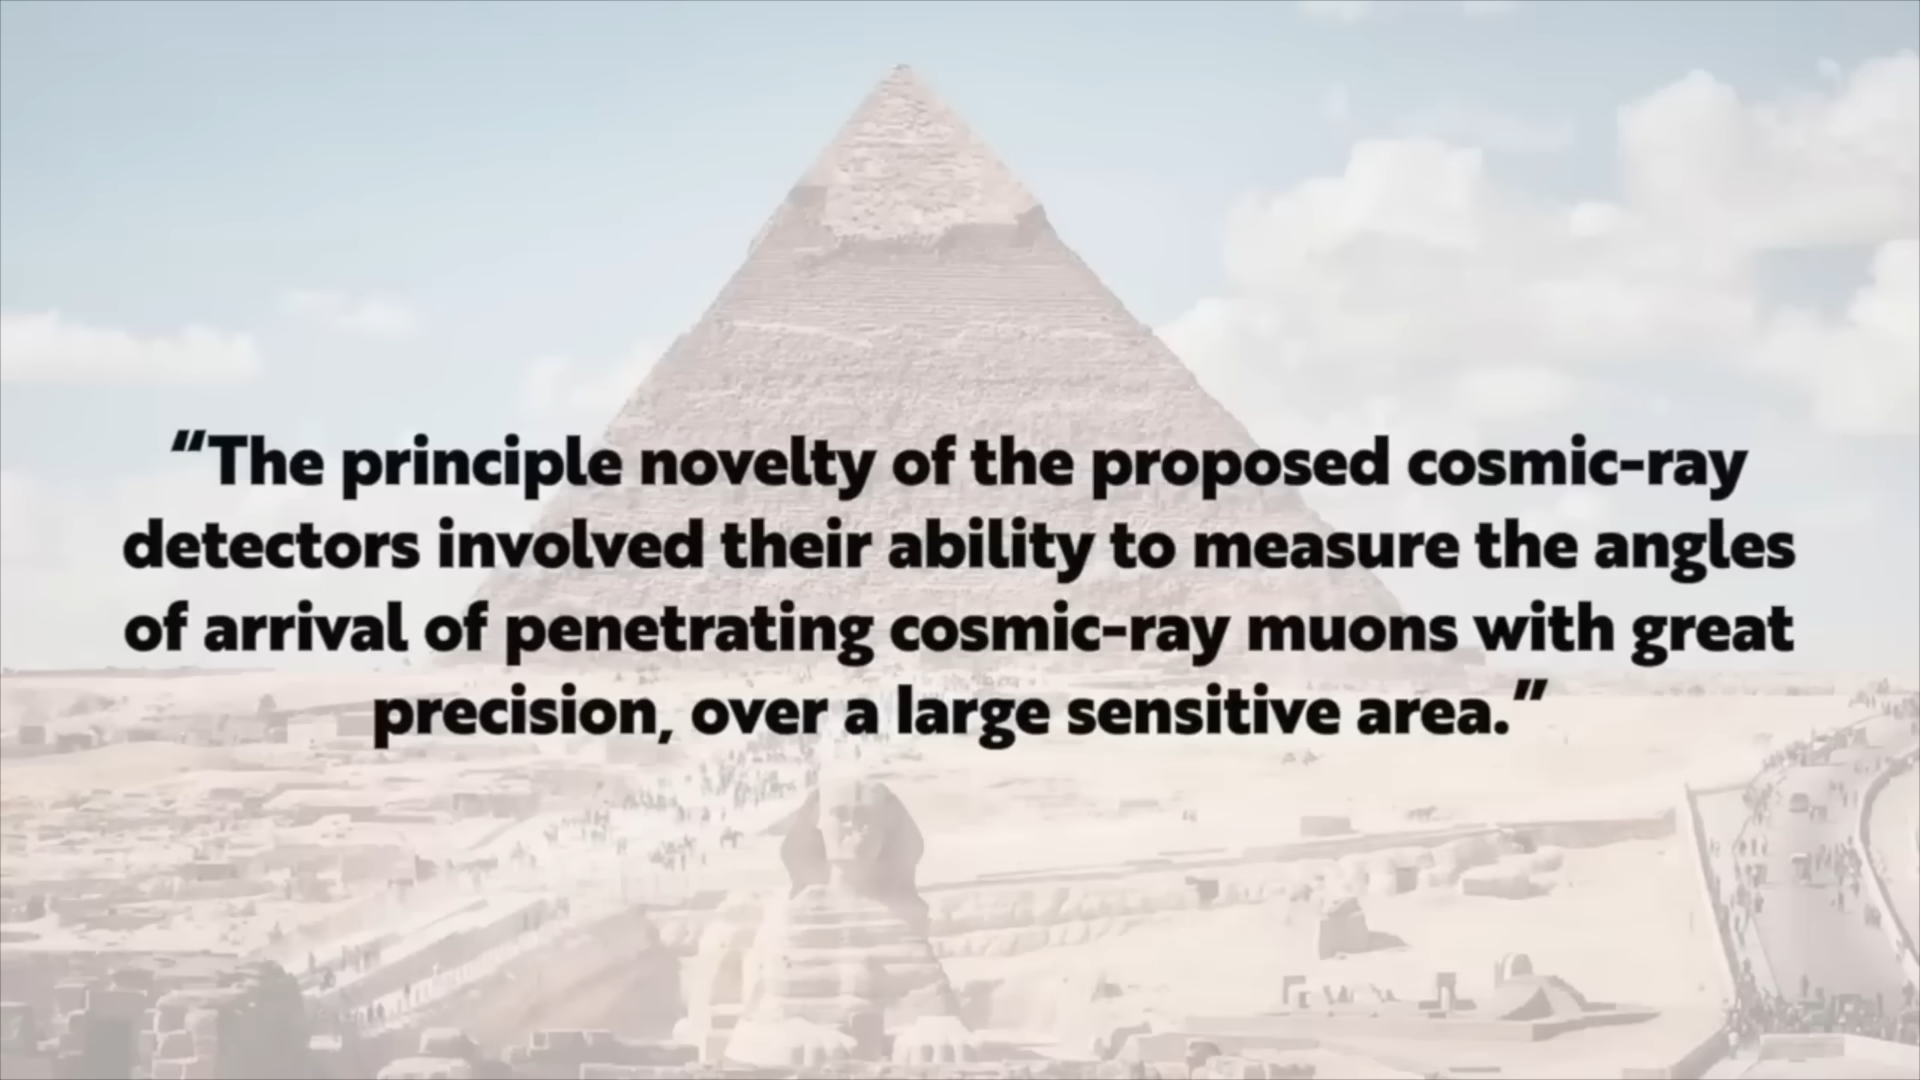 “The principle novelty of the proposed cosmic-ray
detectors involved their ability to measure the angles
of arrival of penetrating cosmic-ray muons with great
precision, over a large sensitive area.”